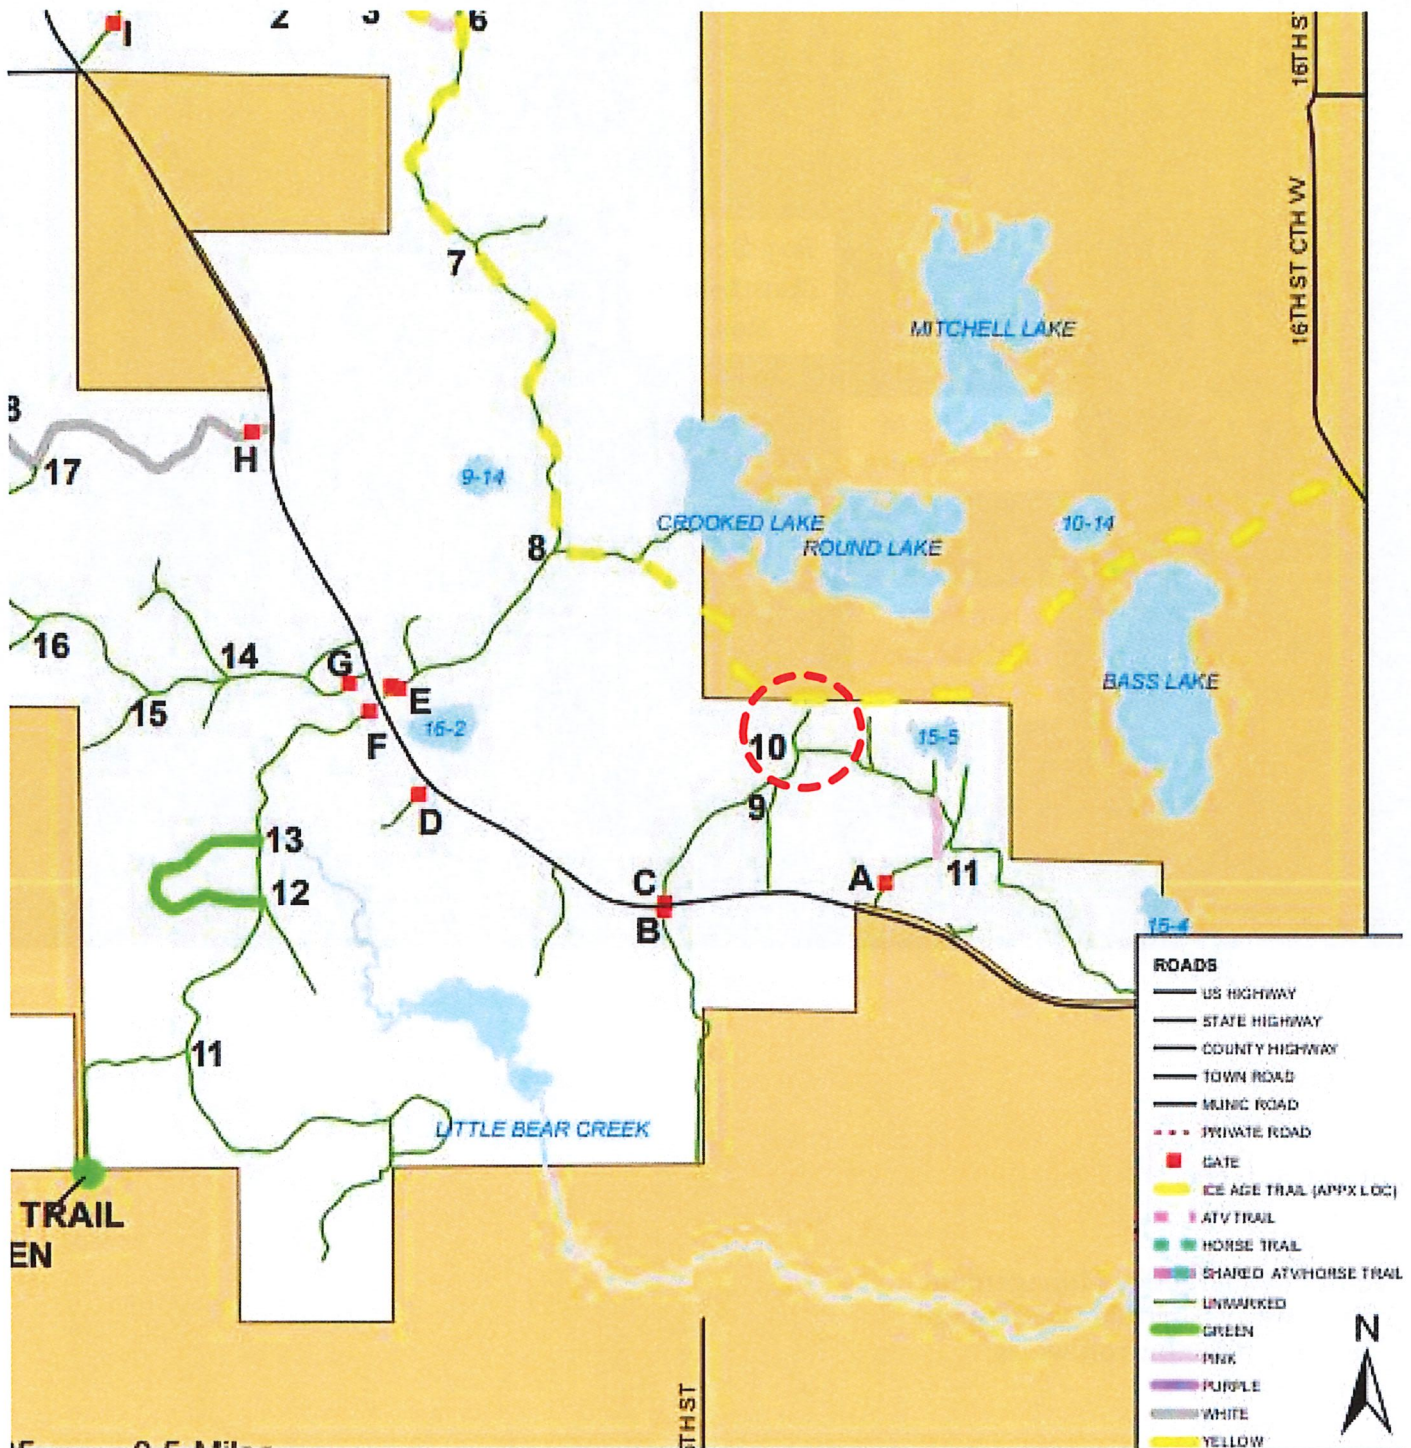 I
6
16TH ST
7
16TH ST CTH W
MITCHELL LAKE
H
17
9-14
CROOKED LAKE
10-14
8
ROUND LAKE
16
14
G
E
BASS LAKE
15
F
16-2
10
15-5
D
9
13
C
A
11
12
B
15-4
11
LITTLE BEAR CREEK
TRAIL
EN
TH ST
ROADS
US HIGHWAY
STATE HIGHWAY
COUNTY HIGHWAY
TOWN ROAD
MUNIC ROAD
PRIVATE ROAD
GATE
ICE AGE TRAIL (APPX LOC)
ATV TRAIL
HORSE TRAIL
SHARED ATV/HORSE TRAIL
UNMARKED
GREEN
PINK
PURPLE
WHITE
YELLOW
N